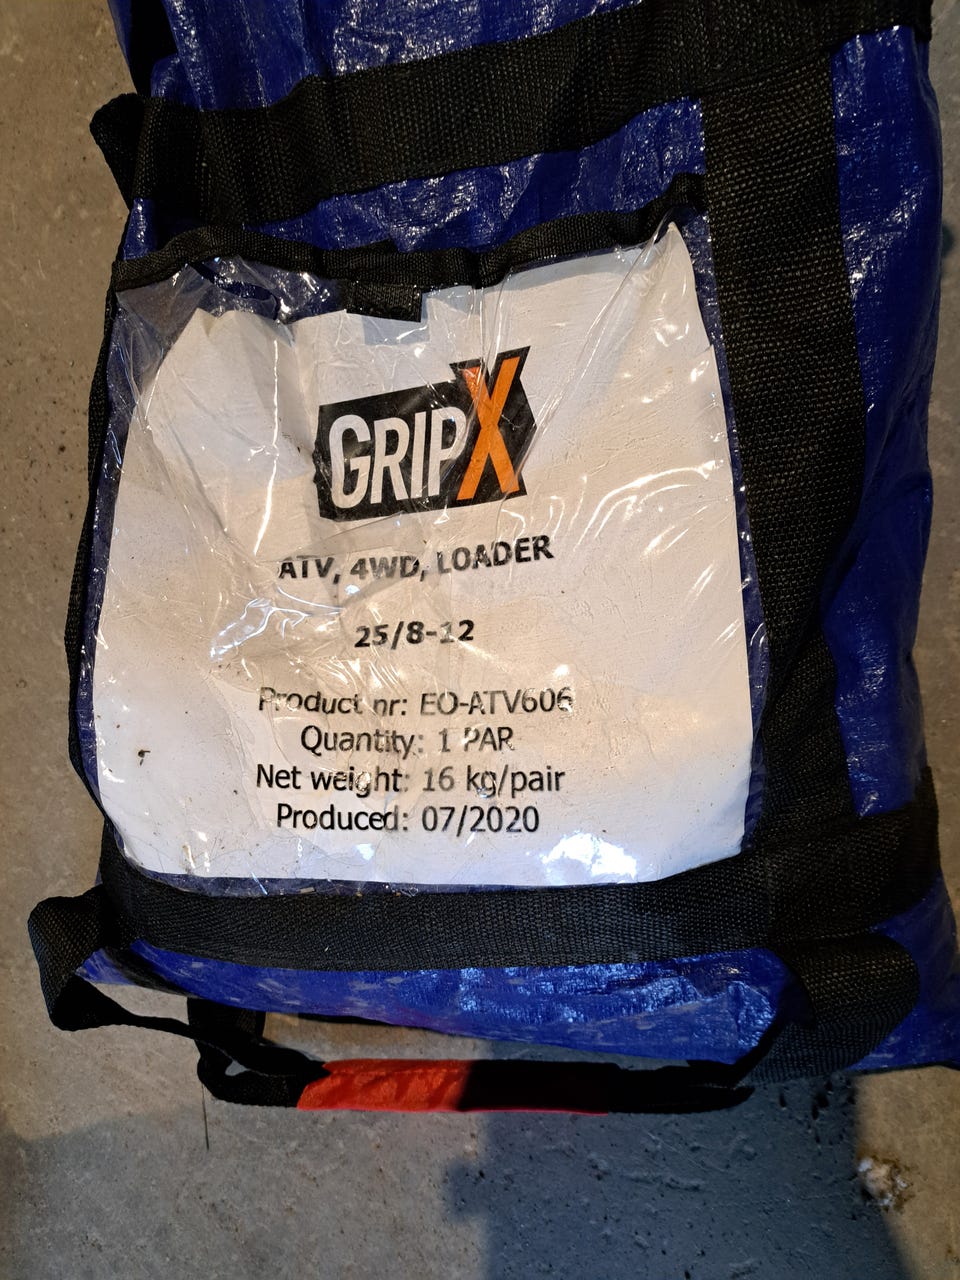 GRIPX
ATV, 4WD, LOADER
25/8-12
Product nr: EO-ATV606
Quantity: 1 PAR
Net weight: 16 kg/pair
Produced: 07/2020